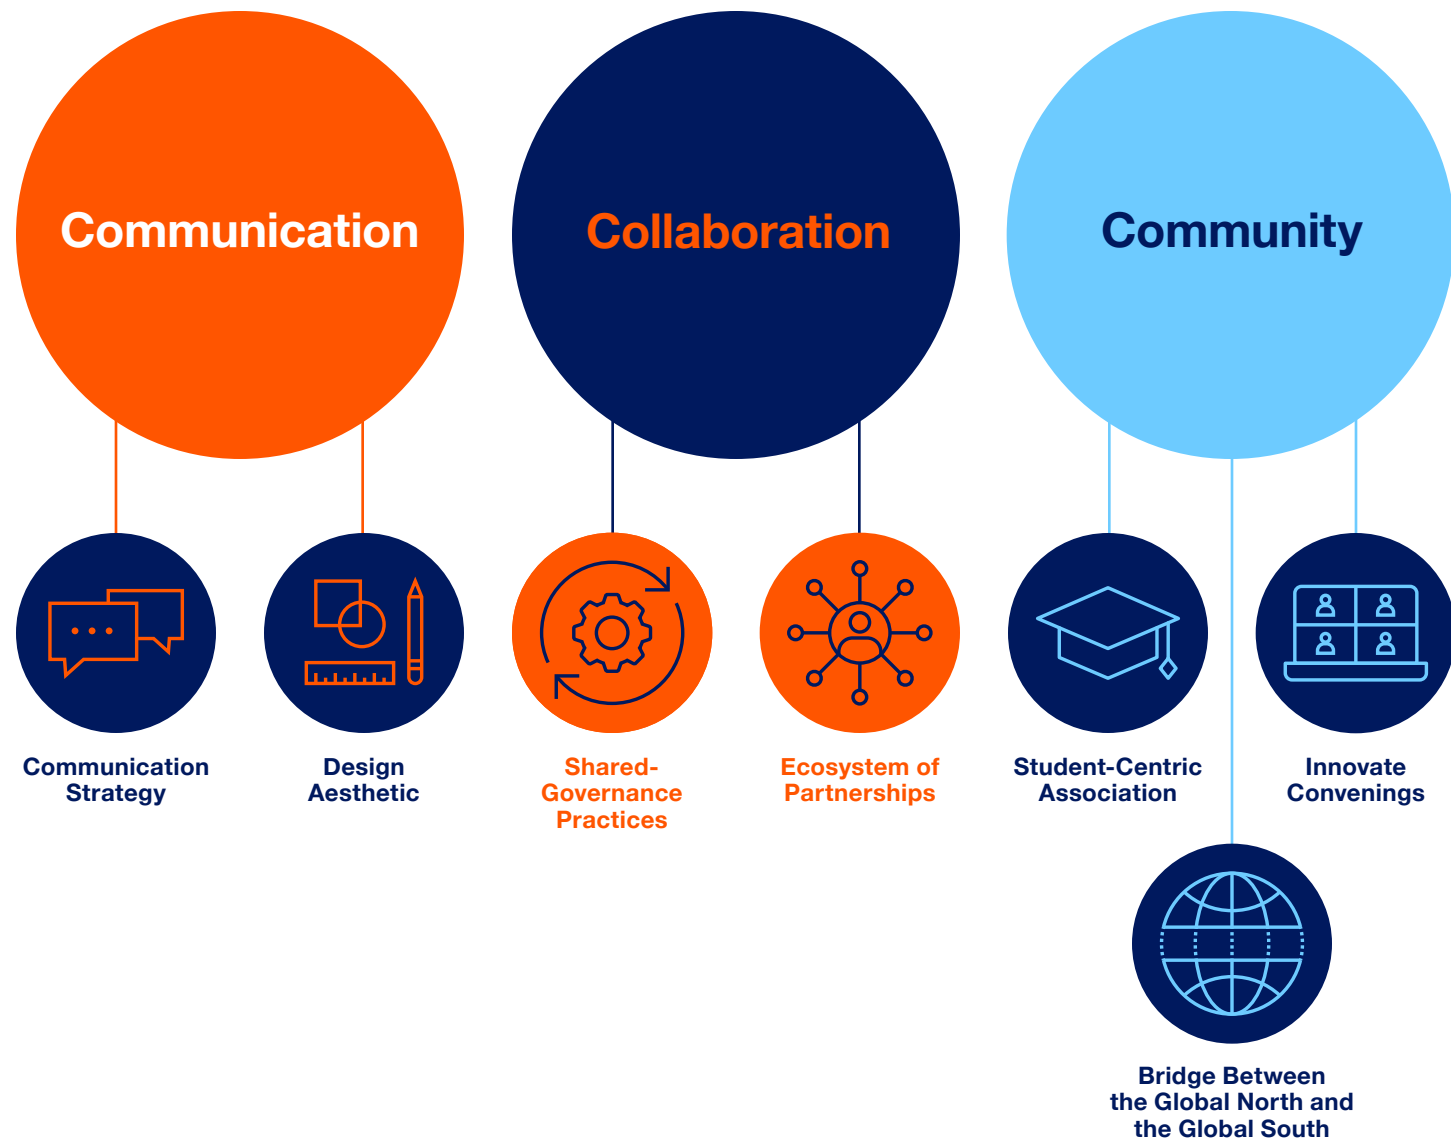 Communication
Collaboration
Community
Communication
Strategy
Design
Aesthetic
Shared-
Governance
Practices
Ecosystem of
Partnerships
Student-Centric
Association
Innovate
Convenings
Bridge Between
the Global North and
the Global South